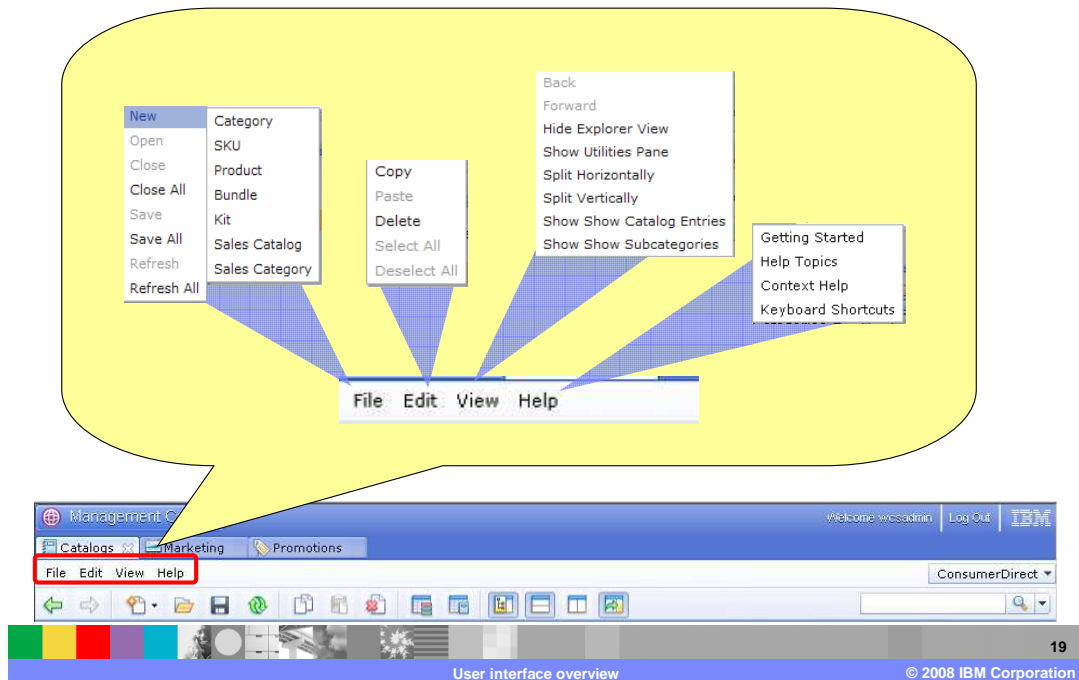 New
Open
Close
Close All
Save
Save All
Refresh
Refresh All
Category
SKU
Product
Bundle
Kit
Sales Catalog
Sales Category
Copy
Paste
Delete
Select All
Deselect All
Back
Forward
Hide Explorer View
Show Utilities Pane
Split Horizontally
Split Vertically
Show Show Catalog Entries
Show Show Subcategories
Getting Started
Help Topics
Context Help
Keyboard Shortcuts
File Edit View Help
Management C
Welcome wcsadmin Log Out IBM
Catalogs Marketing Promotions
File Edit View Help
ConsumerDirect
19
User interface overview
© 2008 IBM Corporation